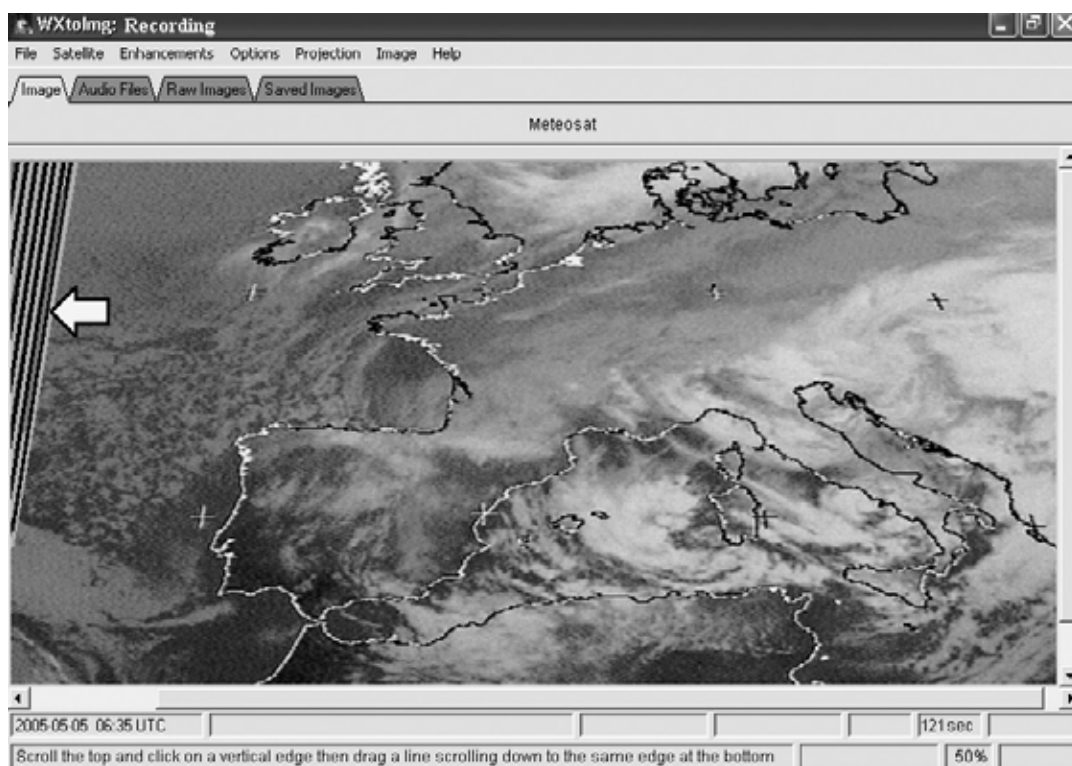 WXtoImg: Recording
File Satellite Enhancements Options Projection Image Help
Image Audio Files Raw Images Saved Images
Meteosat
2005-05-05 06:35 UTC 121sec
Scroll the top and click on a vertical edge then drag a line scrolling down to the same edge at the bottom 50%